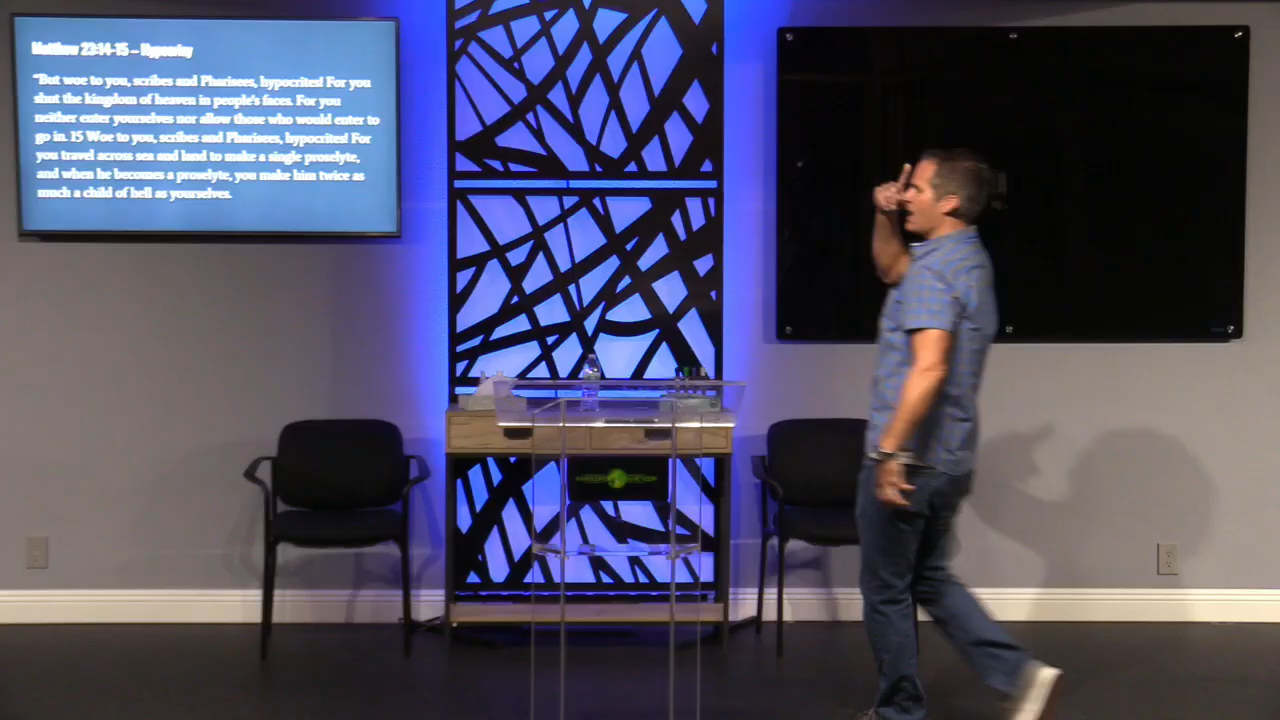 Matthew 23:14-15 – Hypocrisy
"But woe to you, scribes and Pharisees, hypocrites! For you
shut the kingdom of heaven in people's faces. For you
neither enter yourselves nor allow those who would enter to
go in. 15 Woe to you, scribes and Pharisees, hypocrites! For
you travel across sea and land to make a single proselyte,
and when he becomes a proselyte, you make him twice as
much a child of hell as yourselves.